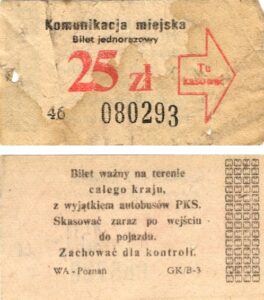 Komunikacja miejska
Bilet jednorazowy
25 zł
Tu
kasować
46 080293
Bilet ważny na terenie
całego kraju,
z wyjątkiem autobusów PKS.
Skasować zaraz po wejściu
do pojazdu.
Zachować dla kontroli.
WA - Poznań GK/B-3